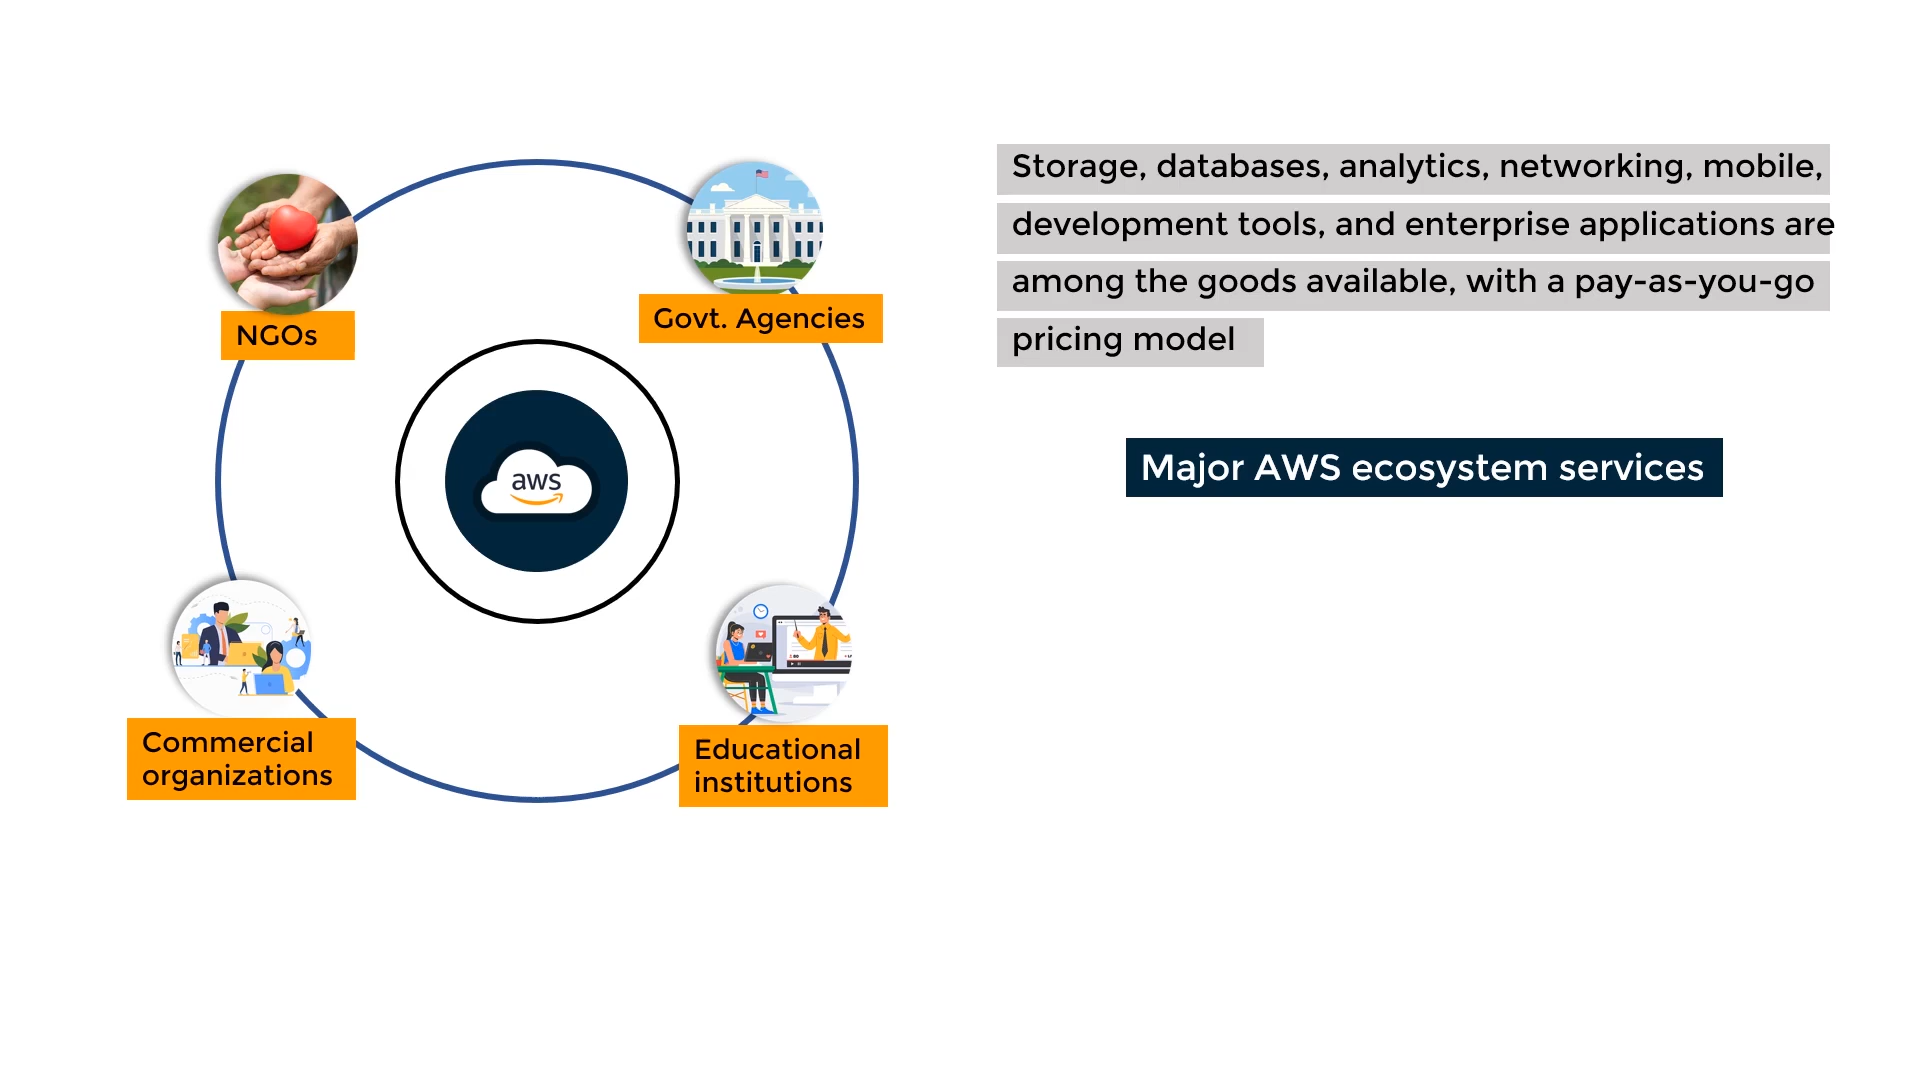 NGOs
Govt. Agencies
aws
Commercial
organizations
Educational
institutions
Storage, databases, analytics, networking, mobile,
development tools, and enterprise applications are
among the goods available, with a pay-as-you-go
pricing model
Major AWS ecosystem services